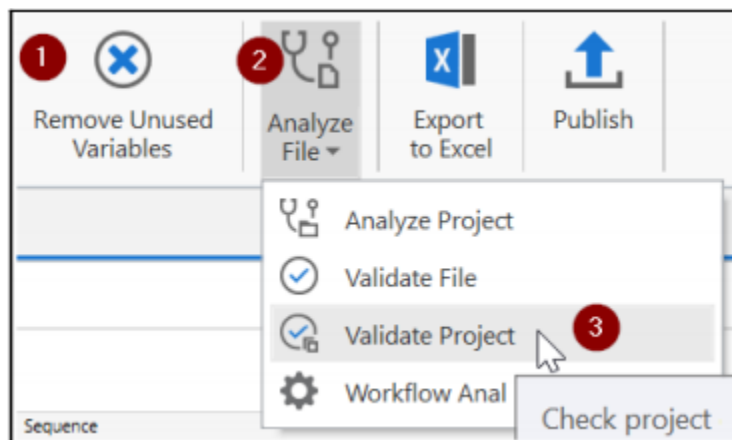 1
2
Remove Unused
Variables
Analyze
File
Export
to Excel
Publish
Analyze Project
Validate File
Validate Project
3
Workflow Anal
Check project
Sequence